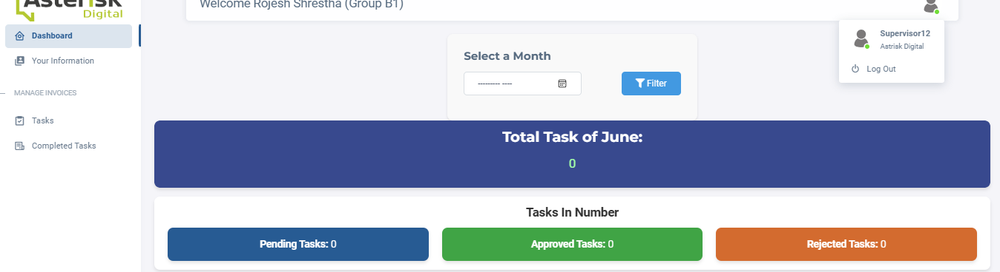 Asterisk
Digital
Welcome Rojesh Shrestha (Group B1)
Dashboard
Your Information
MANAGE INVOICES
Tasks
Completed Tasks
Supervisor12
Astrisk Digital
Log Out
Select a Month
--------- ----
Filter
Total Task of June:
0
Tasks In Number
Pending Tasks: 0
Approved Tasks: 0
Rejected Tasks: 0